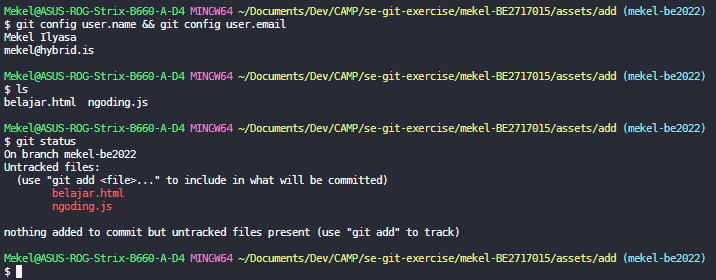 Mekel@ASUS-ROG-Strix-B660-A-D4 MINGW64 ~/Documents/Dev/CAMP/se-git-exercise/mekel-BE2717015/assets/add (mekel-be2022)
$ git config user.name && git config user.email
Mekel Ilyasa
mekel@hybrid.is
Mekel@ASUS-ROG-Strix-B660-A-D4 MINGW64 ~/Documents/Dev/CAMP/se-git-exercise/mekel-BE2717015/assets/add (mekel-be2022)
$ ls
belajar.html  ngoding.js
Mekel@ASUS-ROG-Strix-B660-A-D4 MINGW64 ~/Documents/Dev/CAMP/se-git-exercise/mekel-BE2717015/assets/add (mekel-be2022)
$ git status
On branch mekel-be2022
Untracked files:
  (use "git add <file>..." to include in what will be committed)
        belajar.html
        ngoding.js
nothing added to commit but untracked files present (use "git add" to track)
Mekel@ASUS-ROG-Strix-B660-A-D4 MINGW64 ~/Documents/Dev/CAMP/se-git-exercise/mekel-BE2717015/assets/add (mekel-be2022)
$